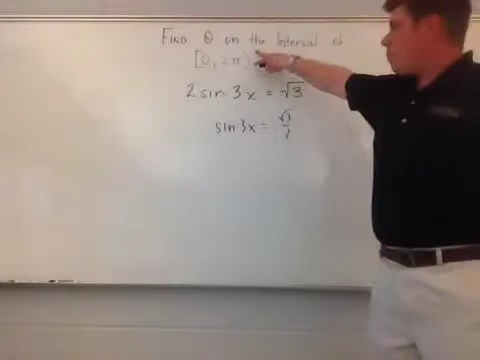 FIND θ on the interval of
[0, 2π)
2 sin 3x = √3
sin 3x = √3/2